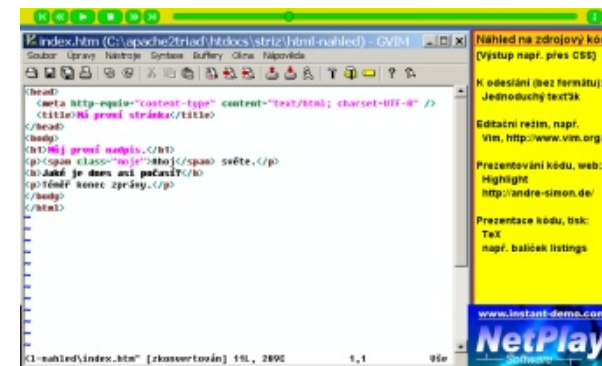 index.htm (C:\apache2triad\htdocs\striz\html-nahled) - GVIM
Soubor Úpravy Nástroje Syntaxe Buffery Okna Nápověda
<head>
<meta http-equiv="content-type" content="text/html; charset=UTF-8" />
<title>Má první stránka</title>
</head>
<body>
<h1>Můj první nadpis.</h1>
<p><span class="moje">Ahoj</span> světe.</p>
<b>Jaké je dnes asi počasí?</b>
<p>Téměř konec zprávy.</p>
</body>
</html>
~
~
~
~
~
~
~
~
~
~
~
<l-nahled\index.htm" [zkonvertován] 11L, 289C 1,1 Vše
Náhled na zdrojový kó
(Výstup např. přes CSS)
K odeslání (bez formátu):
Jednoduchý texťák
Editační režim, např.
Vim, http://www.vim.org/
Prezentování kódu, web:
Highlight
http://andre-simon.de/
Prezentace kódu, tisk:
TeX
např. balíček listings
www.instant-demo.com
NetPlay
Software